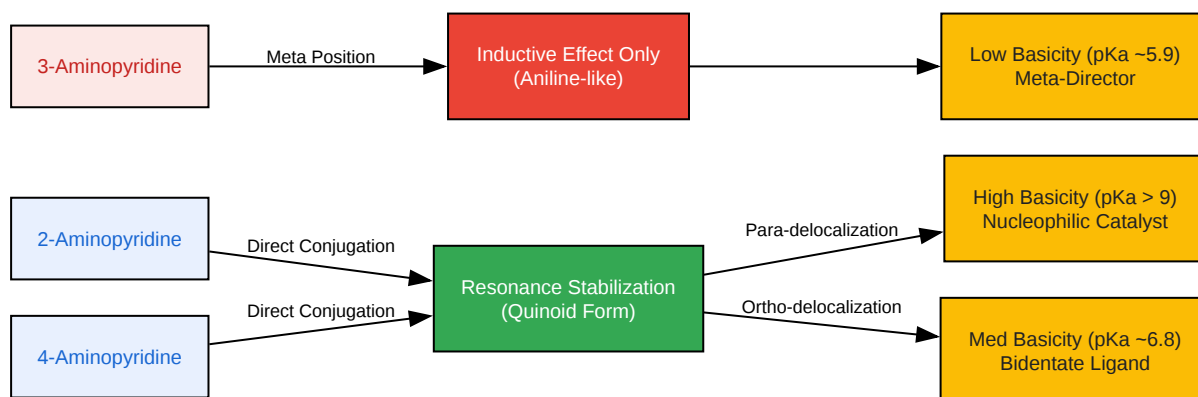 3-Aminopyridine
Meta Position
Inductive Effect Only
(Aniline-like)
Low Basicity (pKa ~5.9)
Meta-Director
2-Aminopyridine
Direct Conjugation
4-Aminopyridine
Direct Conjugation
Resonance Stabilization
(Quinoid Form)
Para-delocalization
High Basicity (pKa > 9)
Nucleophilic Catalyst
Ortho-delocalization
Med Basicity (pKa ~6.8)
Bidentate Ligand